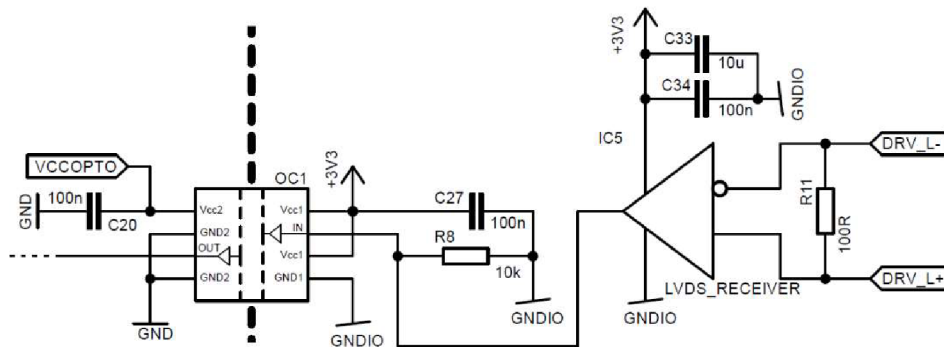 +3V3
C33
10u
C34
100n
GNDIO
IC5
VCCOPTO
OC1
+3V3
DRV_L-
GND
100n
C20
Vcc2
Vcc1
C27
100n
R11
100R
GND2
IN
OUT
R8
10k
Vcc1
GND2
GND1
LVDS_RECEIVER
DRV_L+
GND
GNDIO
GNDIO
GNDIO